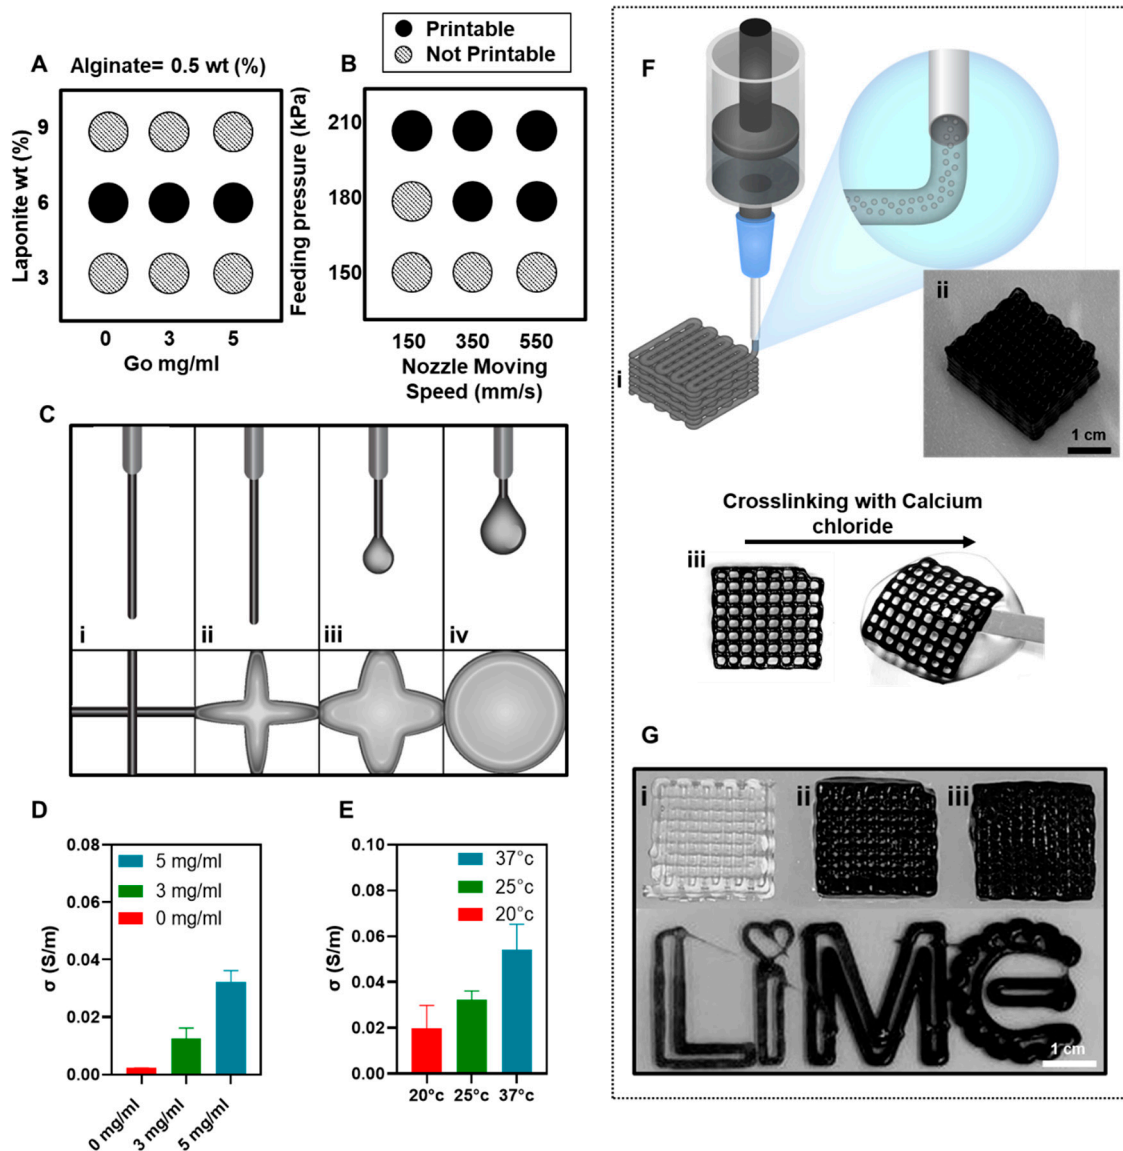 Printable
Not Printable
A
Alginate= 0.5 wt (%)
Laponite wt (%)
9
6
3
0
3
5
Go mg/ml
B
Feeding pressure (kPa)
210
180
150
150
350
550
Nozzle Moving
Speed (mm/s)
C
i
ii
iii
iv
D
σ (S/m)
0.08
0.06
0.04
0.02
0.00
5 mg/ml
3 mg/ml
0 mg/ml
0 mg/ml
3 mg/ml
5 mg/ml
E
σ (S/m)
0.10
0.08
0.06
0.04
0.02
0.00
37°c
25°c
20°c
20°c
25°c
37°c
F
i
ii
1 cm
Crosslinking with Calcium
chloride
iii
G
i
ii
iii
LiME
1 cm